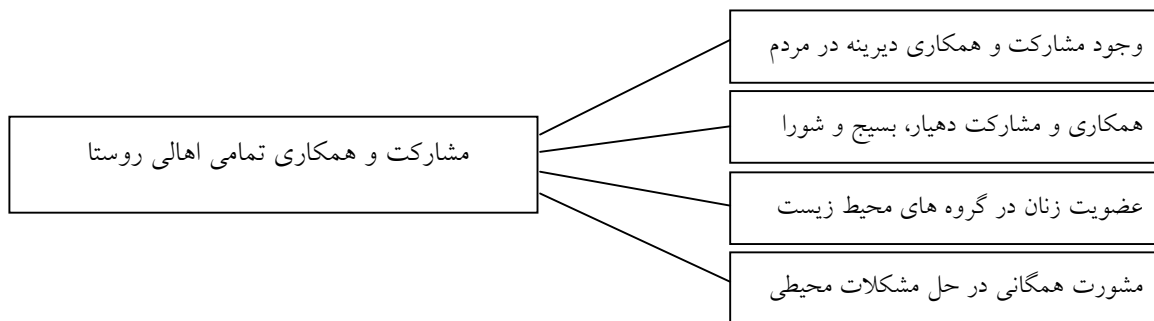 وجود مشارکت و همکاری دیرینه در مردم
همکاری و مشارکت دهیار، بسیج و شورا
مشارکت و همکاری تمامی اهالی روستا
عضویت زنان در گروه های محیط زیست
مشورت همگانی در حل مشکلات محیطی